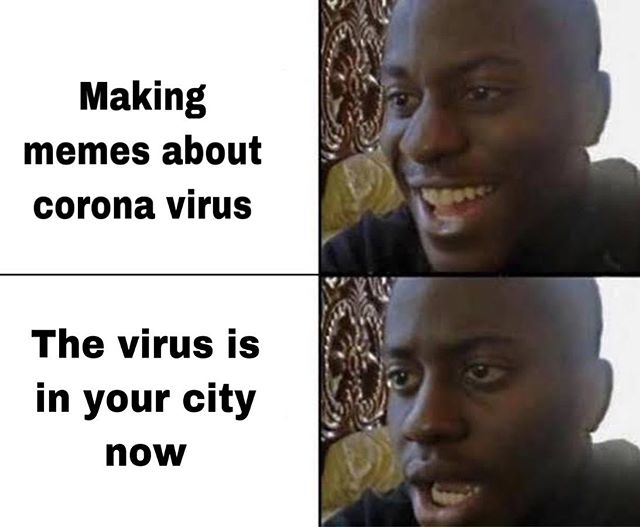 Making
memes about
corona virus
The virus is
in your city
now